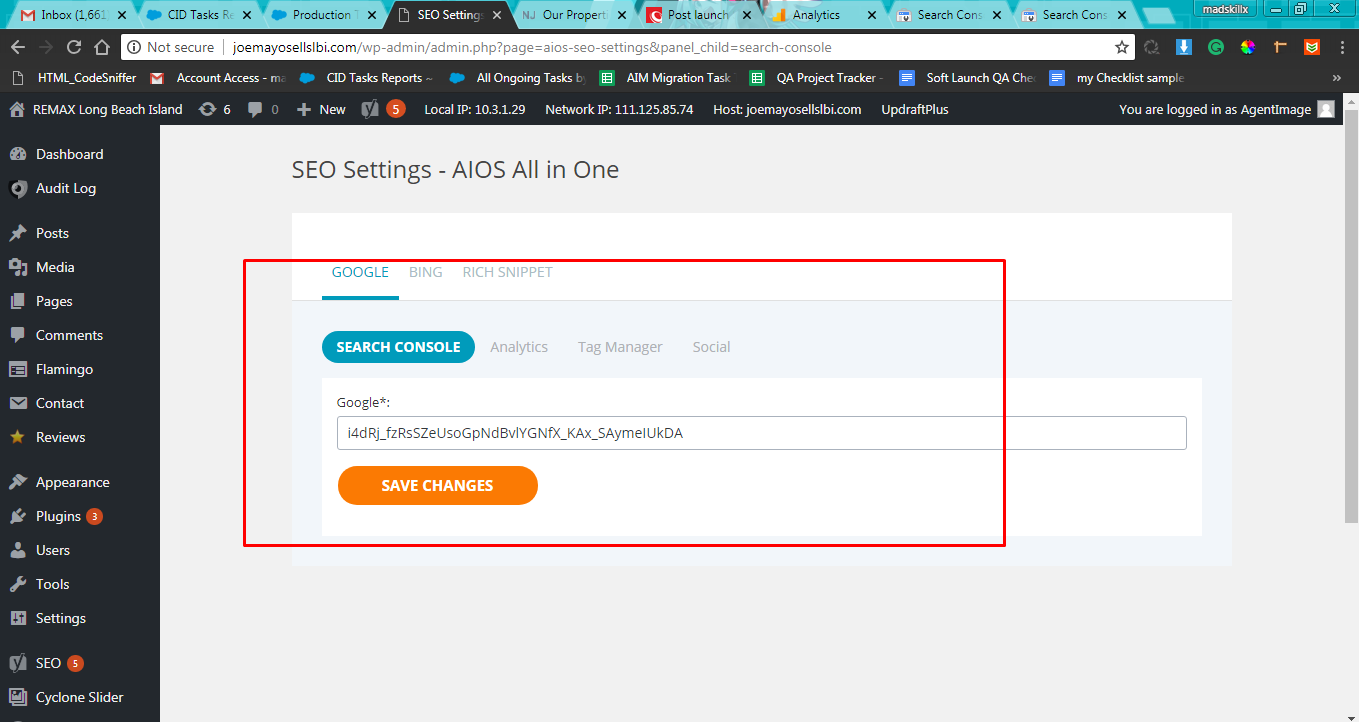 Inbox (1,661
CID Tasks Re
Production T
SEO Settings
NJ Our Propert
Post launch
Analytics
Search Cons
Search Cons
madskillx
Not secure joemayosellslbi.com/wp-admin/admin.php?page=aios-seo-settings&panel_child=search-console
HTML_CodeSniffer Account Access - ma CID Tasks Reports ~ All Ongoing Tasks by AIM Migration Task QA Project Tracker - Soft Launch QA Che my Checklist sample »
REMAX Long Beach Island 6 0 New 5 Local IP: 10.3.1.29 Network IP: 111.125.85.74 Host: joemayosellslbi.com UpdraftPlus You are logged in as AgentImage
Dashboard
Audit Log
Posts
Media
Pages
Comments
Flamingo
Contact
Reviews
Appearance
Plugins 3
Users
Tools
Settings
SEO 5
Cyclone Slider
SEO Settings - AIOS All in One
GOOGLE BING RICH SNIPPET
SEARCH CONSOLE Analytics Tag Manager Social
Google*:
i4dRj_fzRsSZeUsoGpNdBvlYGNfX_KAx_SAymeIUkDA
SAVE CHANGES